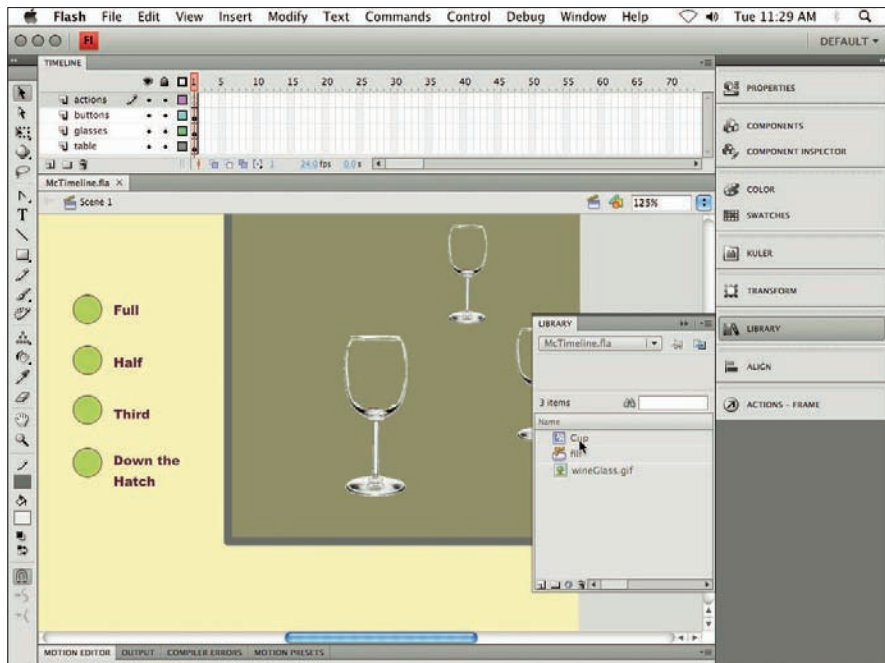 Flash File Edit View Insert Modify Text Commands Control Debug Window Help Tue 11:29 AM
Fl DEFAULT
TIMELINE
1 5 10 15 20 25 30 35 40 45 50 55 60 65 70
actions
buttons
glasses
table
1 24.0 fps 0.0 s
McTimeline.fla ×
Scene 1 125%
Full
Half
Third
Down the
Hatch
LIBRARY
McTimeline.fla
3 items
Name
Cup
fill
wineGlass.gif
PROPERTIES
COMPONENTS
COMPONENT INSPECTOR
COLOR
SWATCHES
KULER
TRANSFORM
LIBRARY
ALIGN
ACTIONS - FRAME
MOTION EDITOR OUTPUT COMPILER ERRORS MOTION PRESETS